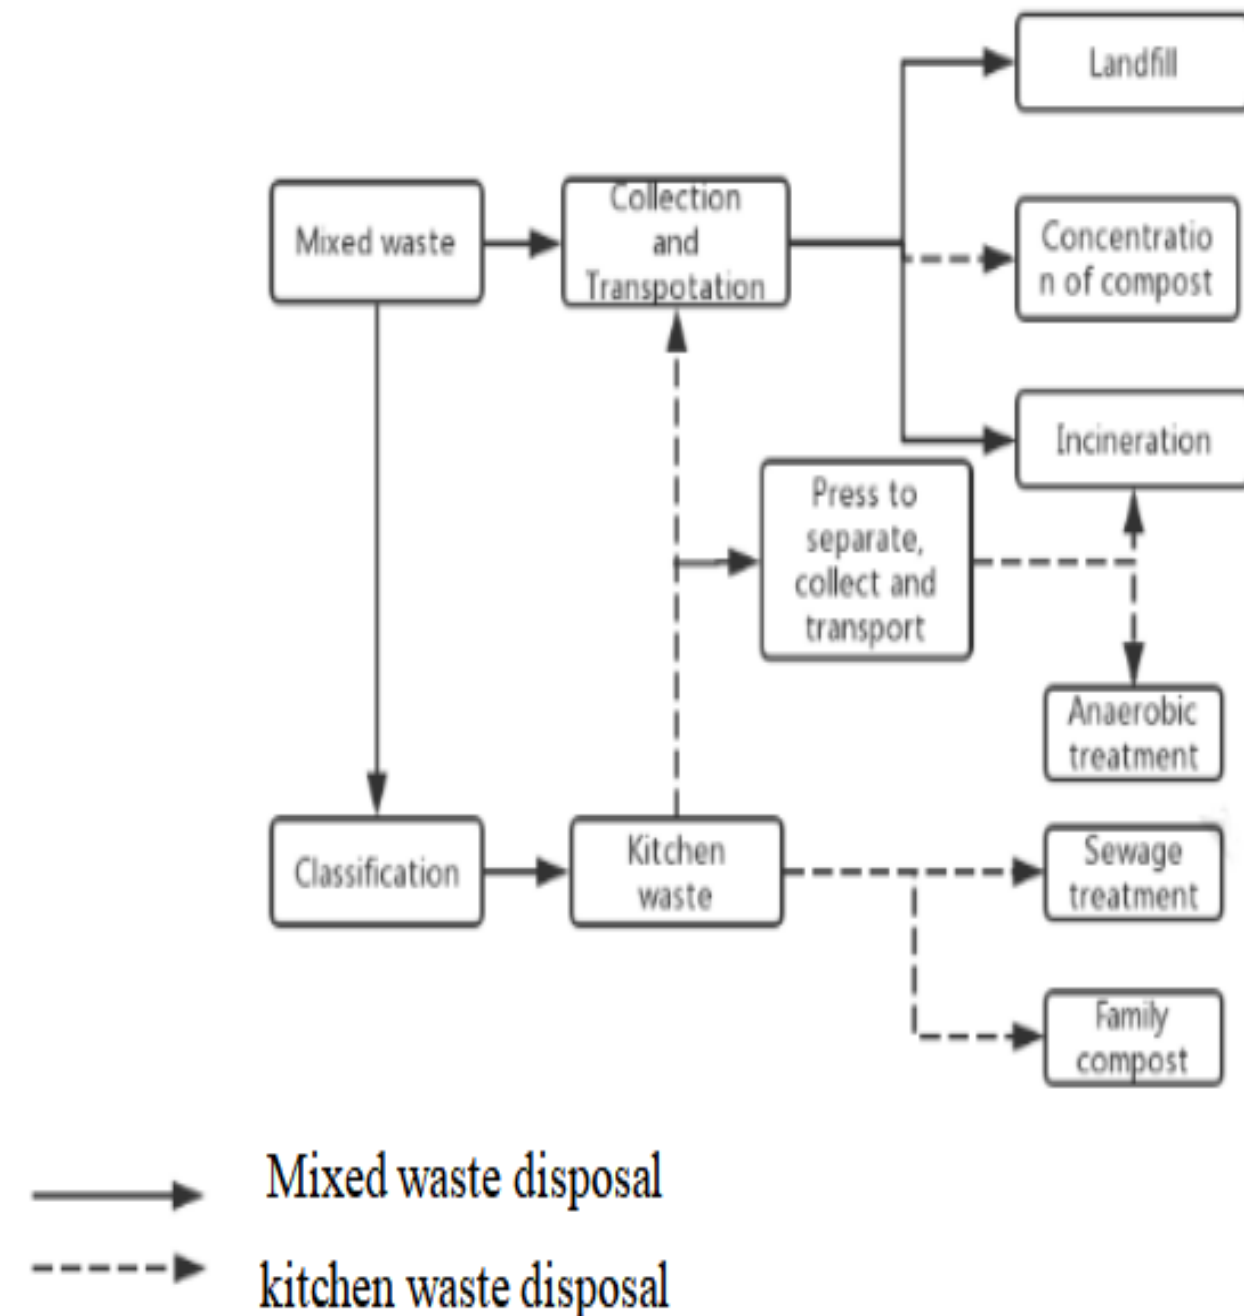 Landfill
Mixed waste
Collection
and
Transpotation
Concentratio
n of compost
Incineration
Press to
separate,
collect and
transport
Anaerobic
treatment
Classification
Kitchen
waste
Sewage
treatment
Family
compost
Mixed waste disposal
kitchen waste disposal